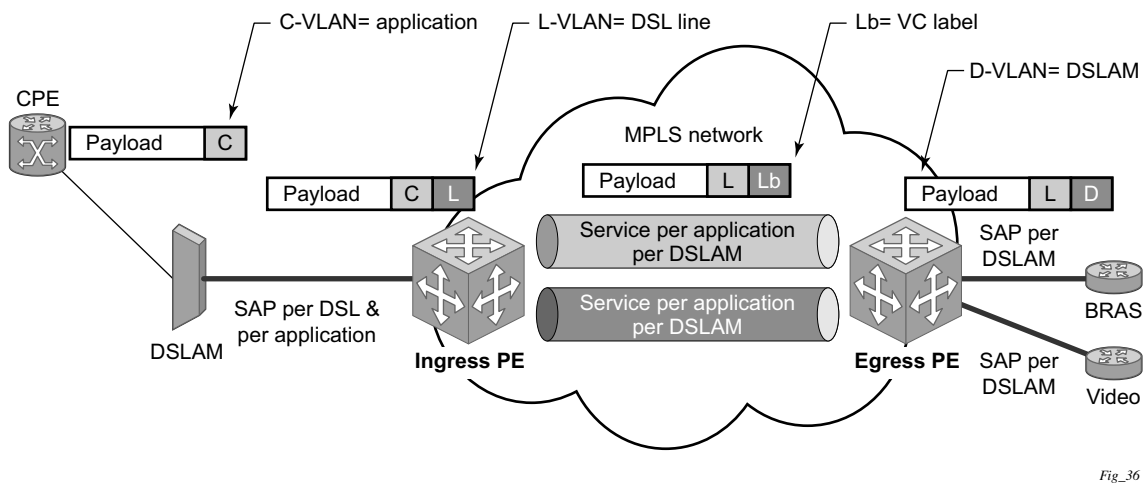 C-VLAN= application
L-VLAN= DSL line
Lb= VC label
D-VLAN= DSLAM
CPE
Payload C
MPLS network
Payload C L
Payload L Lb
Payload L D
Service per application
per DSLAM
SAP per
DSLAM
SAP per DSL &
per application
Service per application
per DSLAM
BRAS
DSLAM
Ingress PE
Egress PE
SAP per
DSLAM
Video
Fig_36